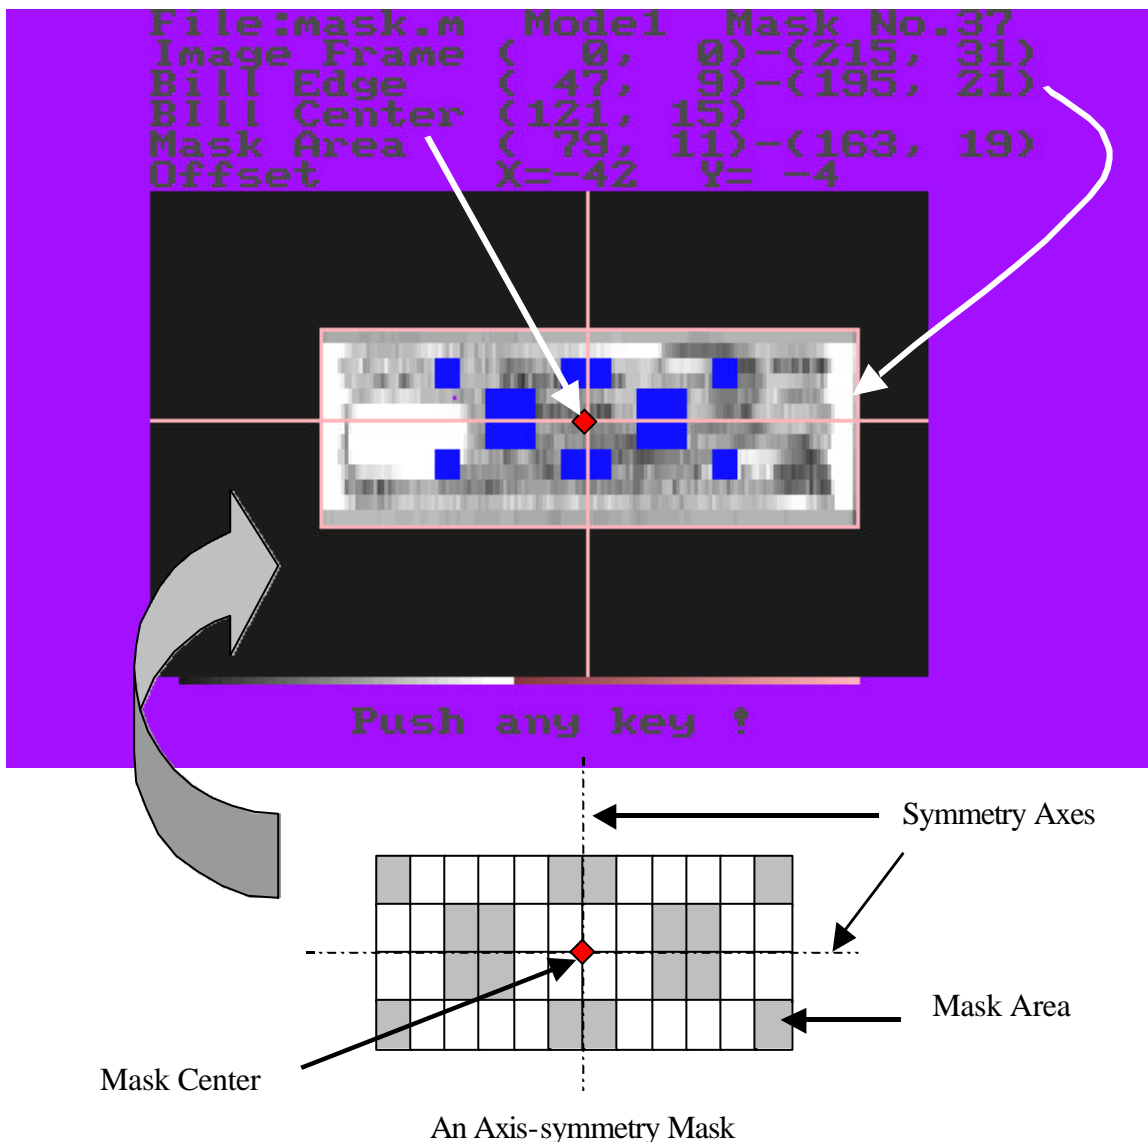 File:mask.m Mode1 Mask No.37
Image Frame ( 0, 0)-(215, 31)
Bill Edge ( 47, 9)-(195, 21)
BIll Center (121, 15)
Mask Area ( 79, 11)-(163, 19)
Offset X=-42 Y= -4
Push any key !
Symmetry Axes
Mask Area
Mask Center
An Axis-symmetry Mask